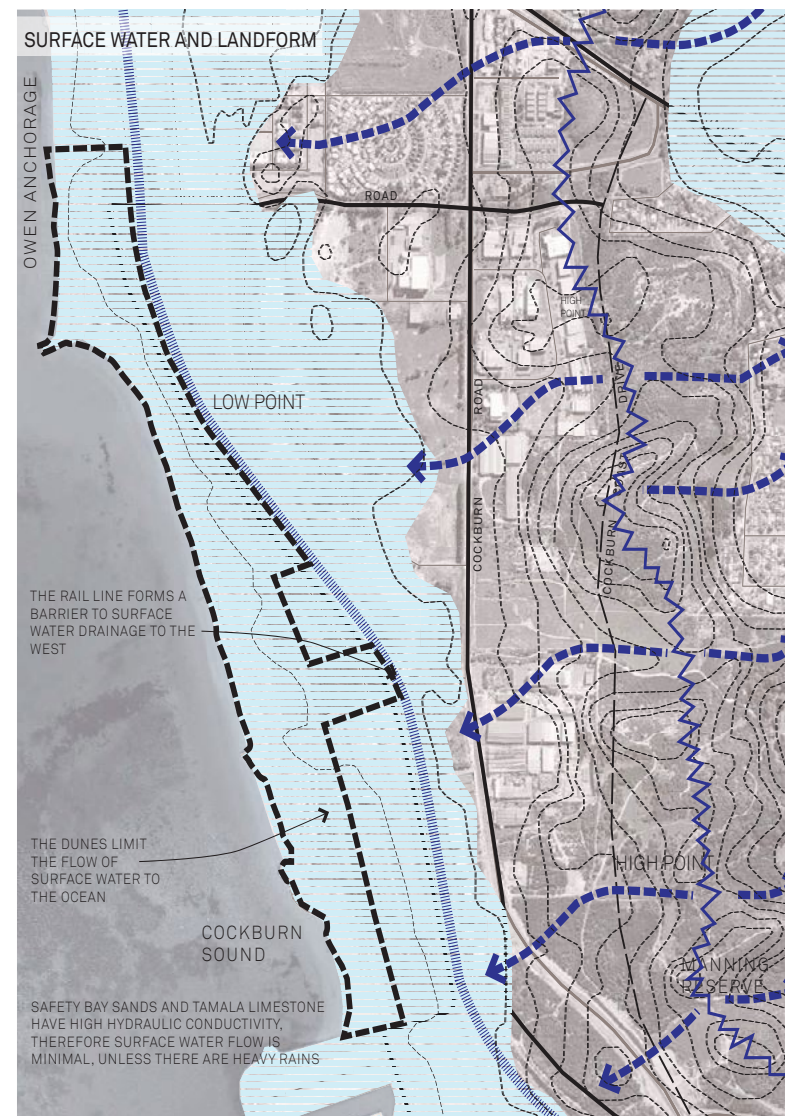 SURFACE WATER AND LANDFORM
OWEN ANCHORAGE
ROAD
HIGH
POINT
LOW POINT
ROAD
DRIVE
COCKBURN
COCKBURN
THE RAIL LINE FORMS A
BARRIER TO SURFACE
WATER DRAINAGE TO THE
WEST
THE DUNES LIMIT
THE FLOW OF
SURFACE WATER TO
THE OCEAN
HIGH POINT
COCKBURN
SOUND
MANNING
RESERVE
SAFETY BAY SANDS AND TAMALA LIMESTONE
HAVE HIGH HYDRAULIC CONDUCTIVITY,
THEREFORE SURFACE WATER FLOW IS
MINIMAL, UNLESS THERE ARE HEAVY RAINS